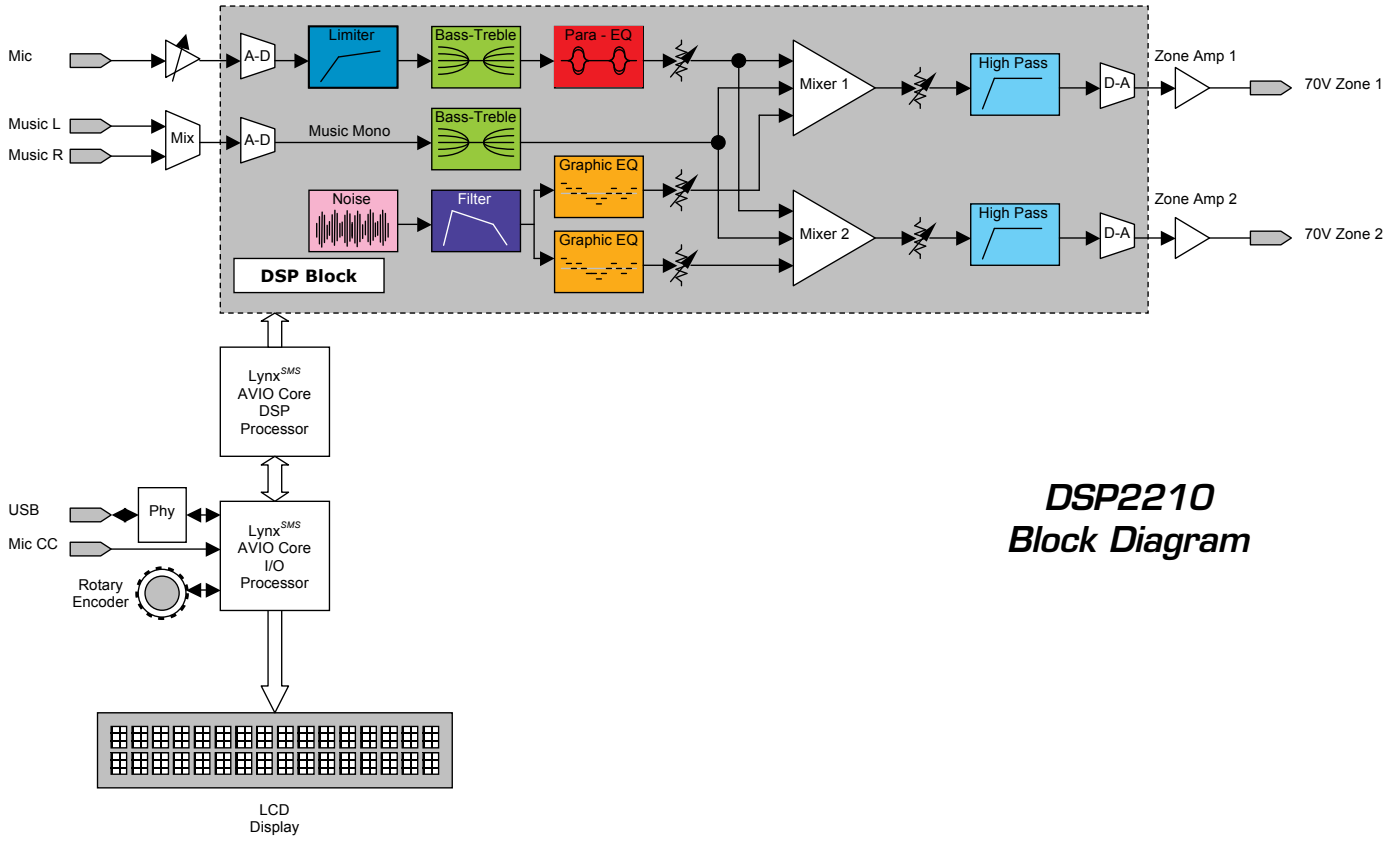 Mic
A-D
Limiter
Bass-Treble
Para - EQ
Mixer 1
High Pass
D-A
Zone Amp 1
70V Zone 1
Music L
Music R
Mix
A-D
Music Mono
Bass-Treble
Graphic EQ
Noise
Filter
Graphic EQ
Mixer 2
High Pass
D-A
Zone Amp 2
70V Zone 2
DSP Block
Lynx SMS
AVIO Core
DSP
Processor
USB
Phy
Mic CC
Lynx SMS
AVIO Core
I/O
Processor
Rotary
Encoder
LCD
Display
DSP2210
Block Diagram